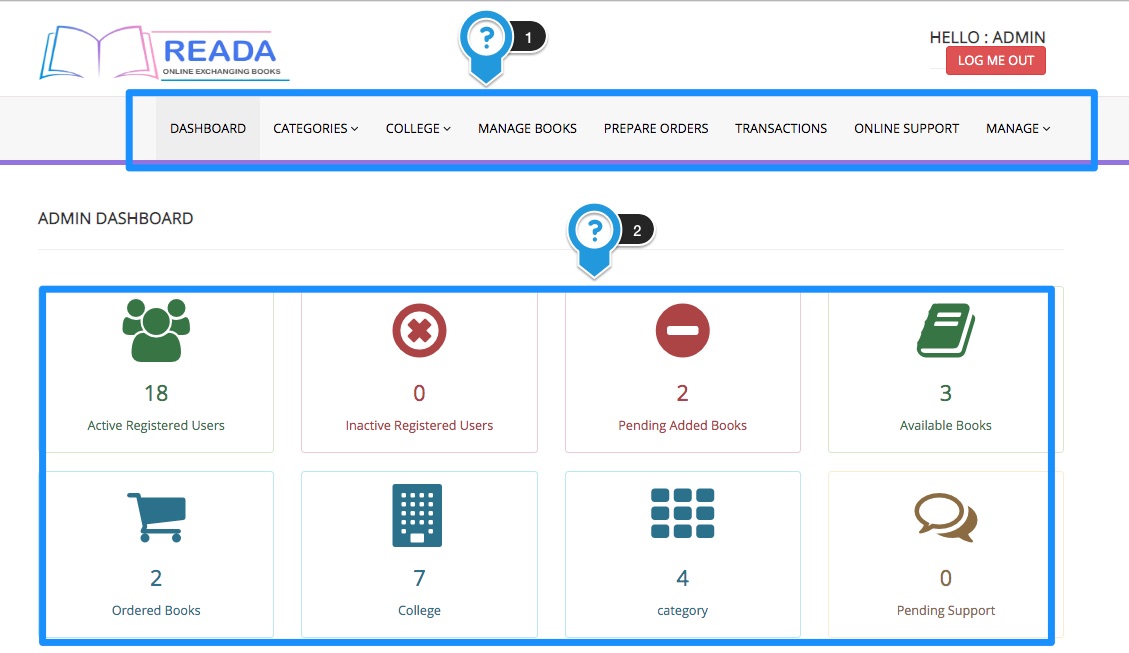 READA
ONLINE EXCHANGING BOOKS
? 1
HELLO : ADMIN
LOG ME OUT
DASHBOARD CATEGORIES COLLEGE MANAGE BOOKS PREPARE ORDERS TRANSACTIONS ONLINE SUPPORT MANAGE
ADMIN DASHBOARD
? 2
18 0 2 3
Active Registered Users Inactive Registered Users Pending Added Books Available Books
2 7 4 0
Ordered Books College category Pending Support